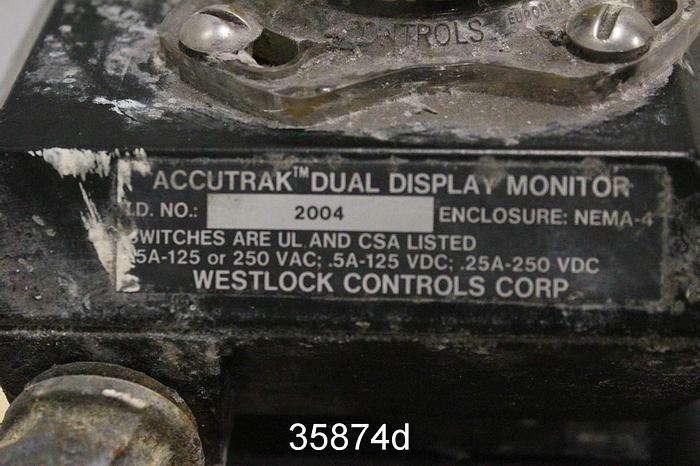 CONTROLS EUROPE
ACCUTRAK™ DUAL DISPLAY MONITOR
I.D. NO.: 2004 ENCLOSURE: NEMA-4
SWITCHES ARE UL AND CSA LISTED
5A-125 or 250 VAC; .5A-125 VDC; .25A-250 VDC
WESTLOCK CONTROLS CORP
35874d